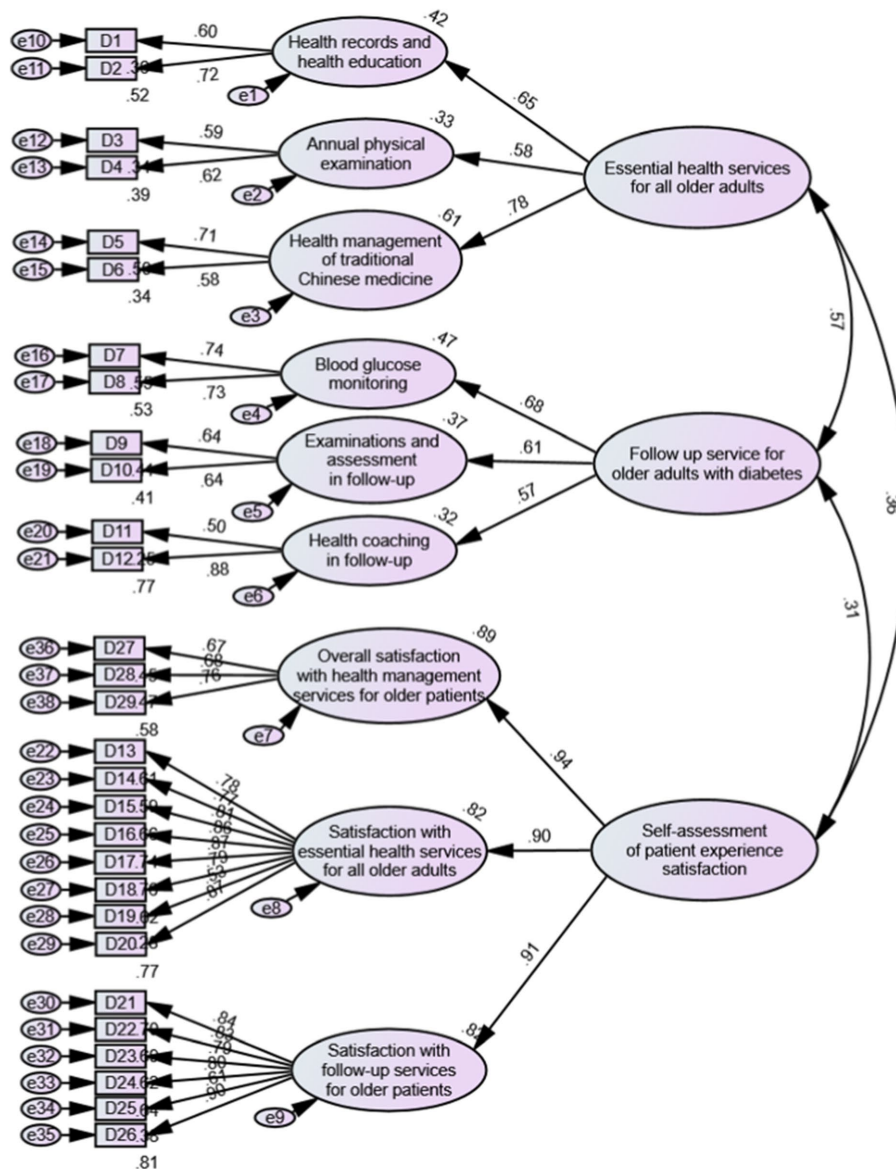 .42
e10 D1 .60
Health records and
health education
e11 D2
.72
.52
e1
.65
.33
e12 D3 .59
Annual physical
examination
.58
e13 D4
.62
.39
e2
Essential health services
for all older adults
.78
.61
e14 D5 .71
Health management
of traditional
Chinese medicine
e15 D6
.58
.34
e3
.57
.47
e16 D7 .74
Blood glucose
monitoring
e17 D8
.73
.53
e4
.68
.37
e18 D9 .64
Examinations and
assessment
in follow-up
.61
Follow up service for
older adults with diabetes
e19 D10
.64
.41
e5
.57
.32
e20 D11 .50
Health coaching
in follow-up
e21 D12
.88
.77
e6
.31
.89
e36 D27 .67
Overall satisfaction
with health management
services for older patients
e37 D28 .68
e38 D29 .76
.58
e7
.94
e22 D13
.78
e23 D14
e24 D15
.82
e25 D16
Satisfaction with
essential health services
for all older adults
.90
Self-assessment
of patient experience
satisfaction
e26 D17
e27 D18
e28 D19
e8
e29 D20
.77
.91
e30 D21
.84
e31 D22
e32 D23
Satisfaction with
follow-up services
for older patients
e33 D24
e34 D25
e9
e35 D26
.81